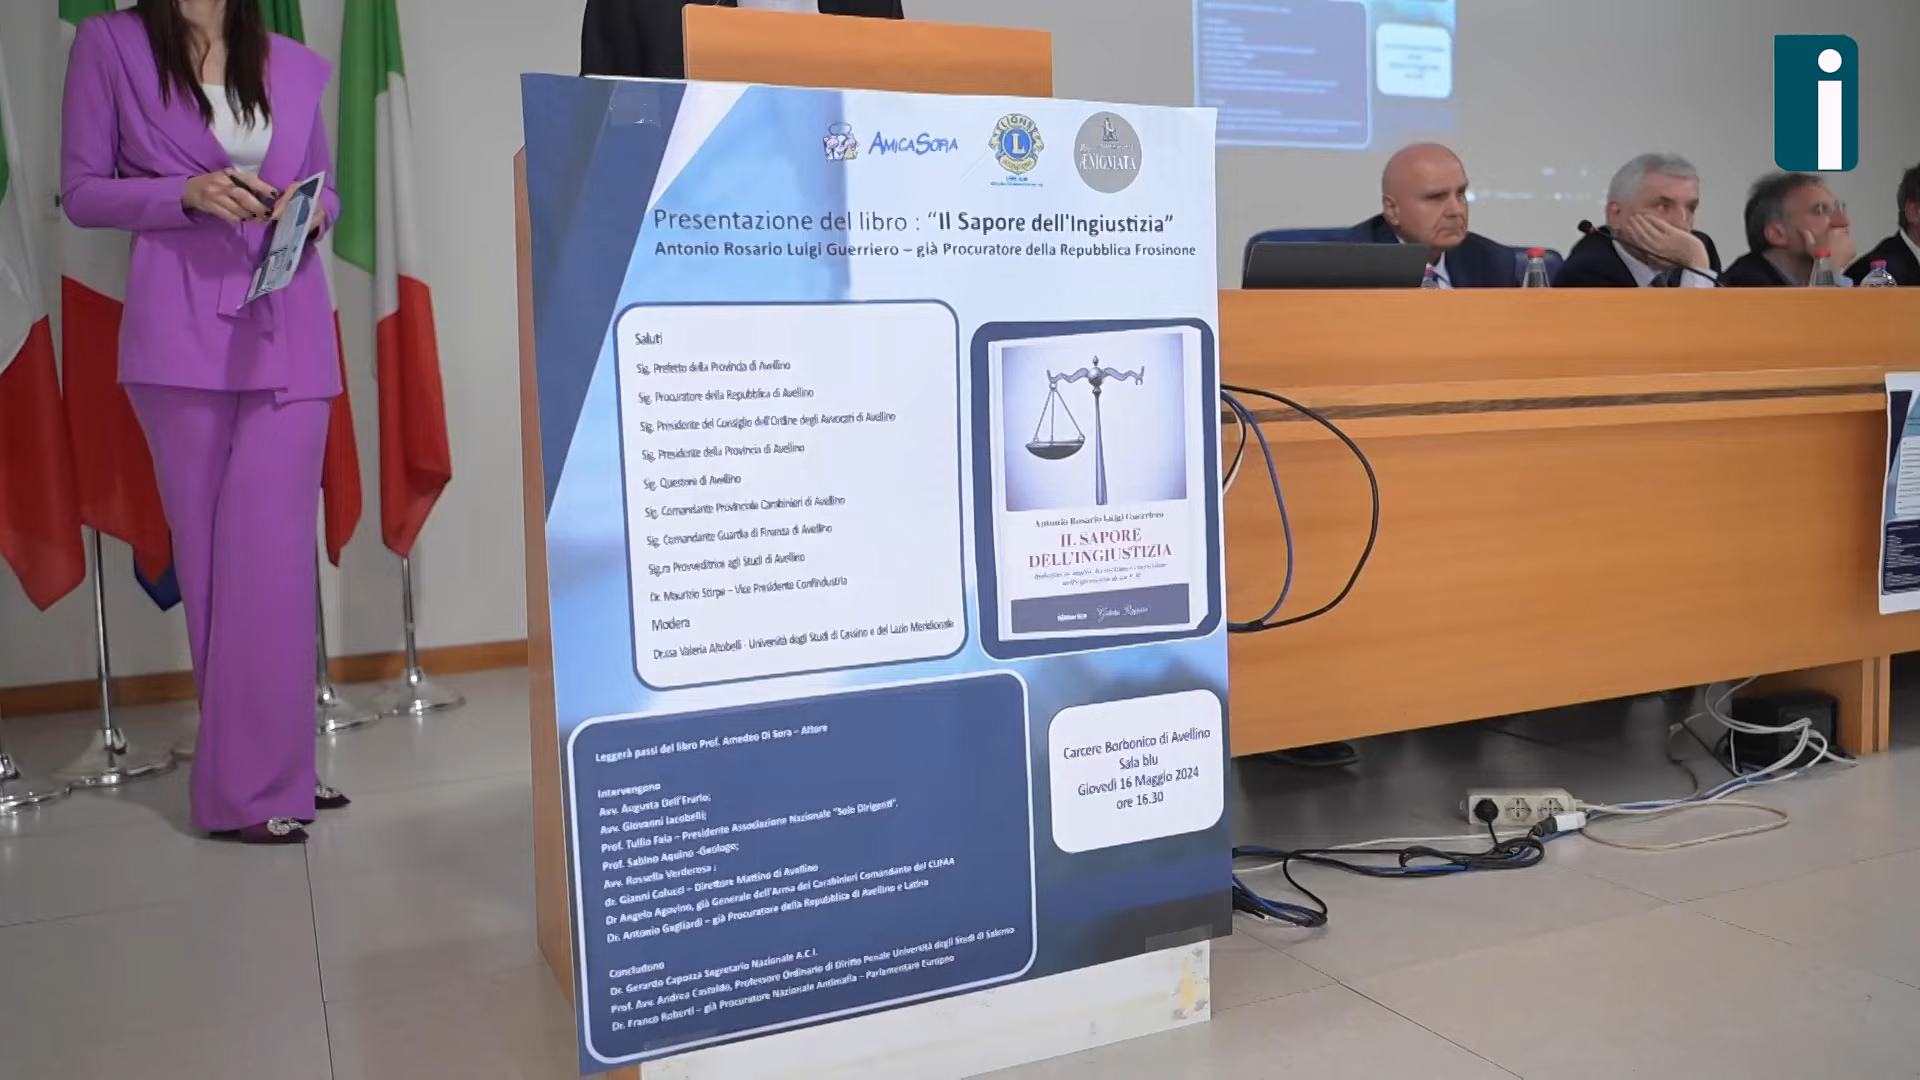 AMICASOFIA
LIONS
L
ÆNIGMATA
Presentazione del libro : “Il Sapore dell'Ingiustizia”
Antonio Rosario Luigi Guerriero – già Procuratore della Repubblica Frosinone
Saluti
Sig. Prefetto della Provincia di Avellino
Sig. Procuratore della Repubblica di Avellino
Sig. Presidente del Consiglio dell'Ordine degli Avvocati di Avellino
Sig. Presidente della Provincia di Avellino
Sig. Questore di Avellino
Sig. Comandante Provinciale Carabinieri di Avellino
Sig. Comandante Guardia di Finanza di Avellino
Sig.ra Provveditrice agli Studi di Avellino
Dr. Maurizio Stirpe – Vice Presidente Confindustria
Modera
Dr.ssa Valeria Altobelli - Università degli Studi di Cassino e del Lazio Meridionale
Antonio Rosario Luigi Guerriero
IL SAPORE
DELL'INGIUSTIZIA
Leggerà passi del libro Prof. Amedeo Di Sora – Attore
Intervengono
Avv. Augusta Dell'Erario;
Avv. Giovanni Iacobelli;
Prof. Tullio Faia – Presidente Associazione Nazionale "Solo Dirigenti".
Prof. Sabino Aquino -Geologo;
Avv. Rossella Verderosa ;
dr. Gianni Colucci – Direttore Mattino di Avellino
Dr Angelo Agovino, già Generale dell'Arma dei Carabinieri Comandante del CUFAA
Dr. Antonio Gugliardi – già Procuratore della Repubblica di Avellino e Latina
Concludono
Dr. Gerardo Capozza Segretario Nazionale A.C.I.
Prof. Avv. Andrea Castaldo, Professore Ordinario di Diritto Penale Università degli Studi di Salerno
Dr. Franco Roberti – già Procuratore Nazionale Antimafia – Parlamentare Europeo
Carcere Borbonico di Avellino
Sala blu
Giovedì 16 Maggio 2024
ore 16.30
i